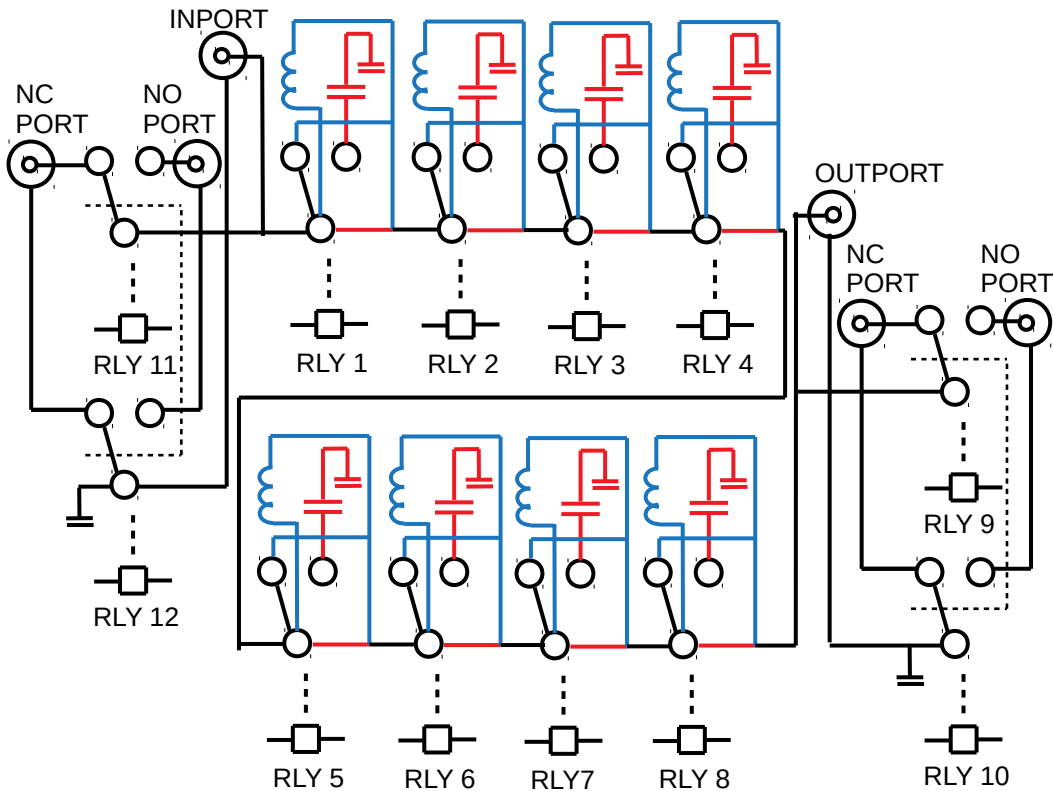 INPORT
NC
PORT
NO
PORT
OUTPORT
NC
PORT
NO
PORT
RLY 11
RLY 1
RLY 2
RLY 3
RLY 4
RLY 9
RLY 12
RLY 5
RLY 6
RLY7
RLY 8
RLY 10